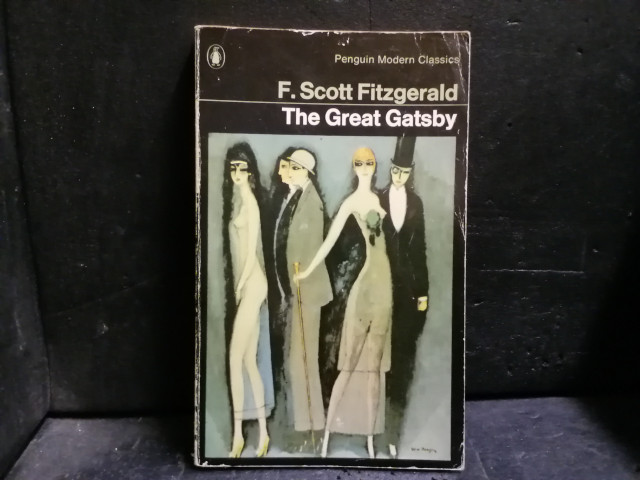 Penguin Modern Classics
F. Scott Fitzgerald
The Great Gatsby